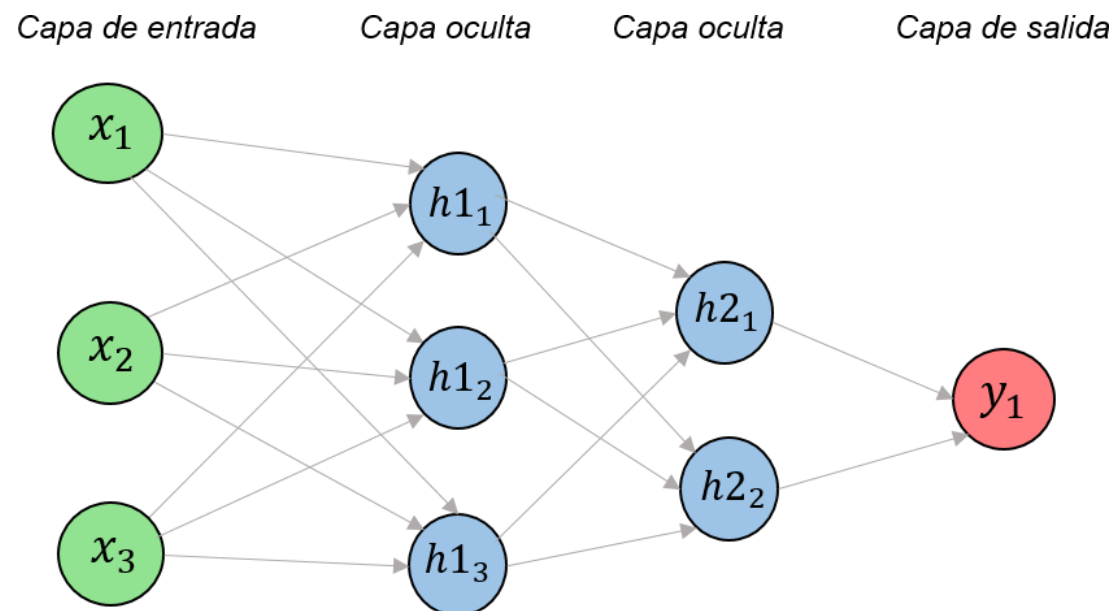 Capa de entrada Capa oculta Capa oculta Capa de salida
x₁
h1₁
h2₁
x₂
h1₂
y₁
h2₂
x₃
h1₃